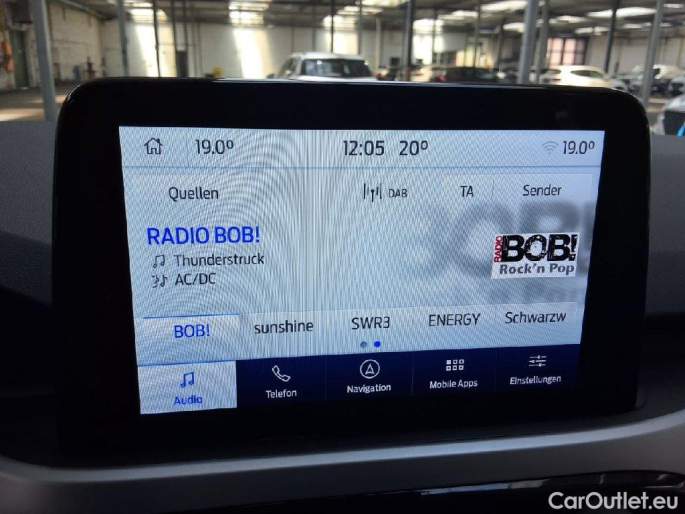 19.0° 12:05 20° 19.0°
Quellen DAB TA Sender
RADIO BOB!
Thunderstruck
AC/DC
RADIO BOB!
Rock'n Pop
BOB! sunshine SWR3 ENERGY Schwarzw
Audio Telefon Navigation Mobile Apps Einstellungen
CarOutlet.eu